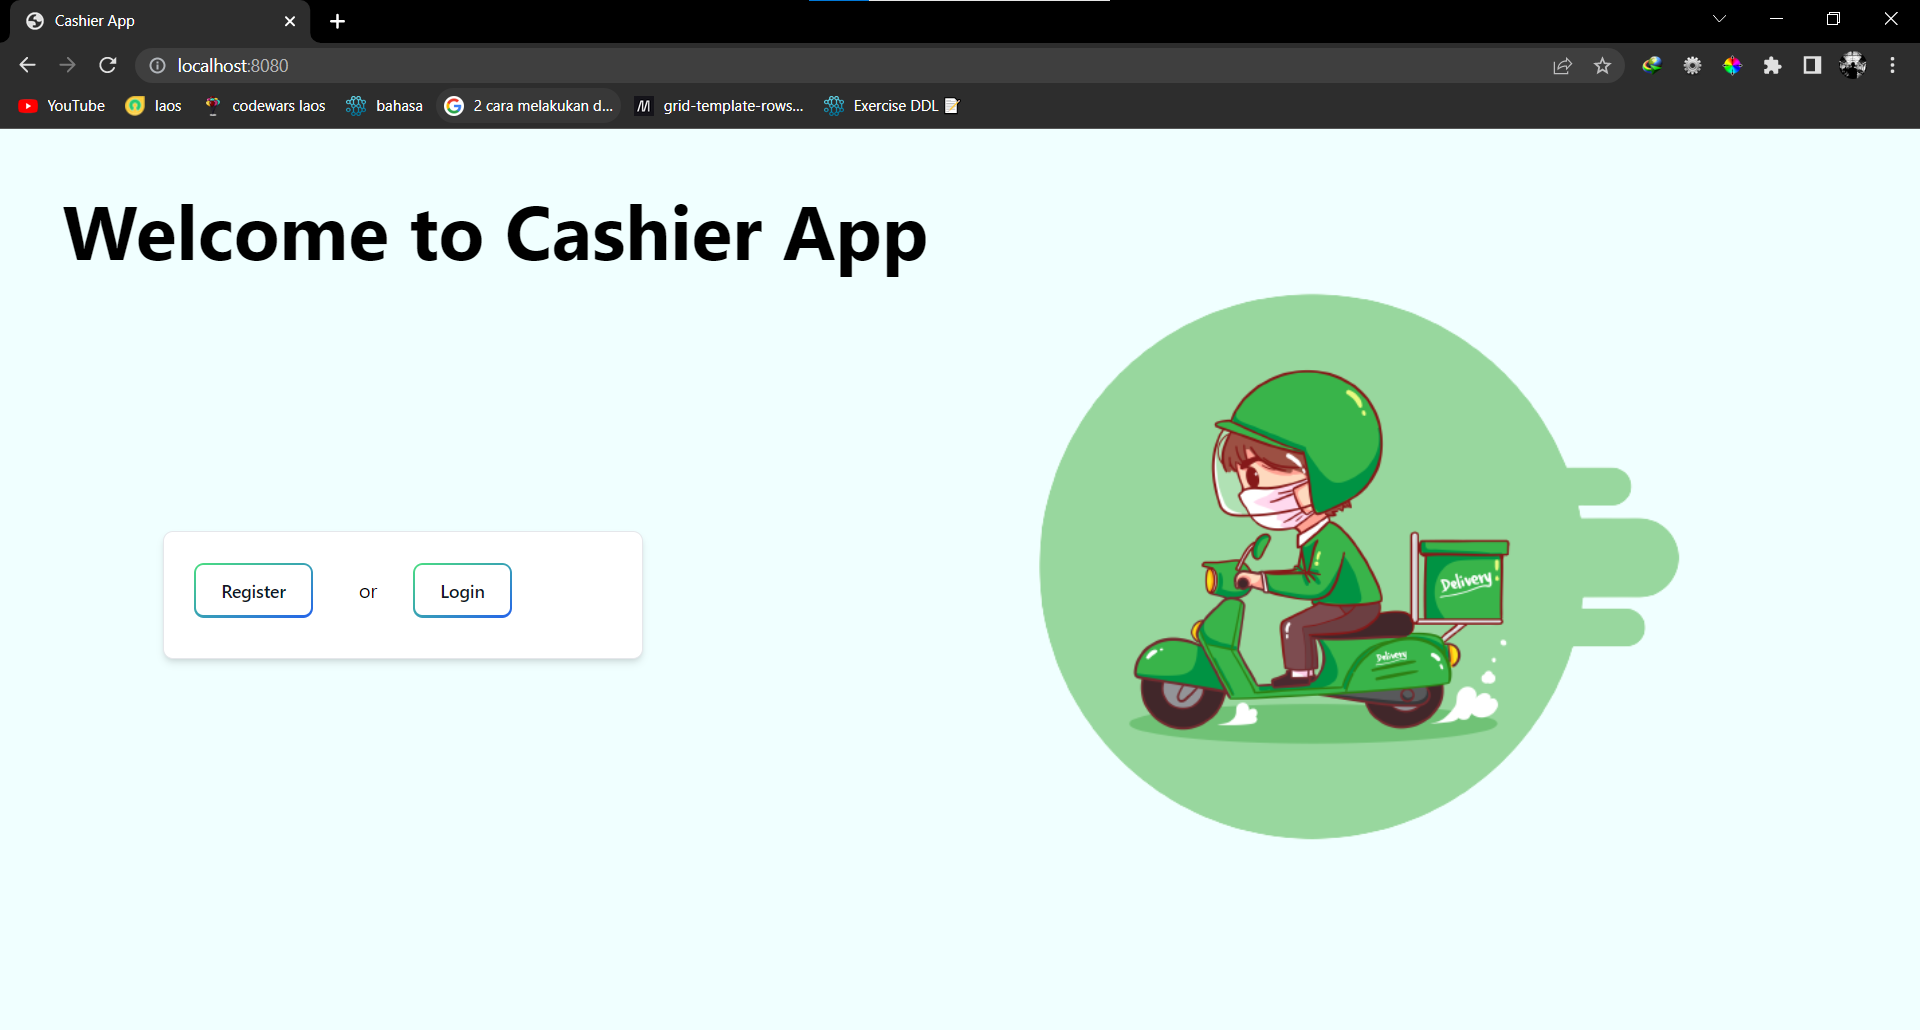 Cashier App
localhost:8080
YouTube laos codewars laos bahasa 2 cara melakukan d... grid-template-rows... Exercise DDL
Welcome to Cashier App
Register or Login
Delivery
Delivery